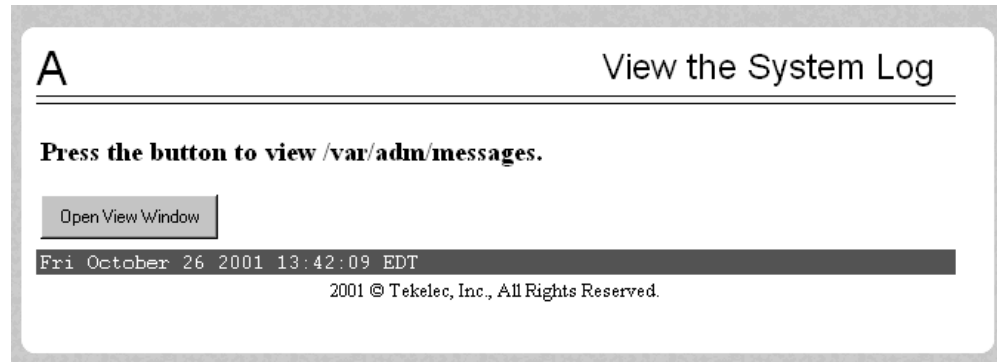 A
View the System Log
Press the button to view /var/adm/messages.
Open View Window
Fri October 26 2001 13:42:09 EDT
2001 © Tekelec, Inc., All Rights Reserved.